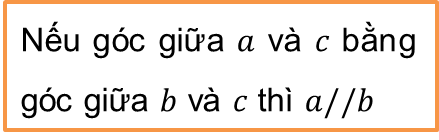 Nếu góc giữa a và c bằng
góc giữa b và c thì a//b